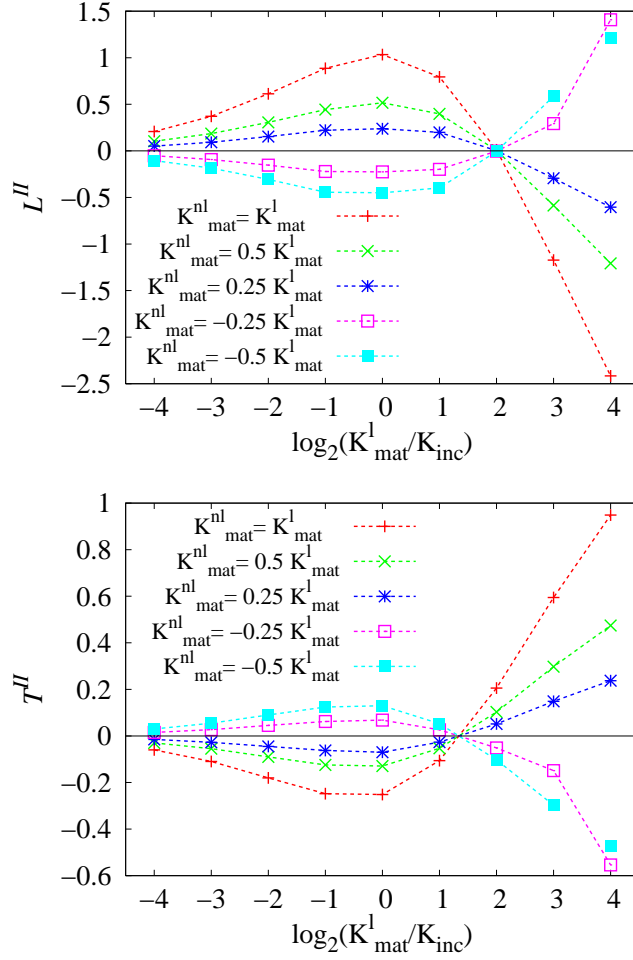 1.5
1
0.5
0
−0.5
−1
−1.5
−2
−2.5
L^II
K^nl_mat= K^l_mat
K^nl_mat= 0.5 K^l_mat
K^nl_mat= 0.25 K^l_mat
K^nl_mat= −0.25 K^l_mat
K^nl_mat= −0.5 K^l_mat
−4 −3 −2 −1 0 1 2 3 4
log_2(K^l_mat/K_inc)
1
0.8
0.6
0.4
0.2
0
−0.2
−0.4
−0.6
T^II
K^nl_mat= K^l_mat
K^nl_mat= 0.5 K^l_mat
K^nl_mat= 0.25 K^l_mat
K^nl_mat= −0.25 K^l_mat
K^nl_mat= −0.5 K^l_mat
−4 −3 −2 −1 0 1 2 3 4
log_2(K^l_mat/K_inc)